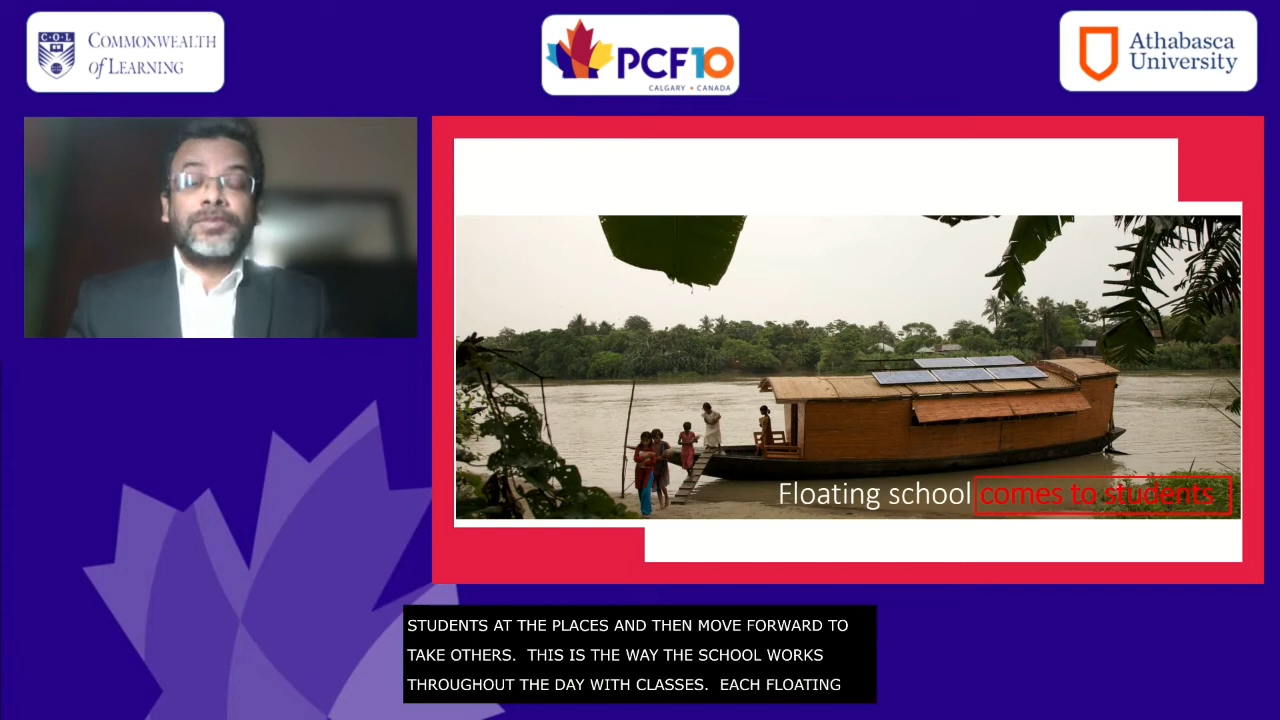 C·O·L
COMMONWEALTH
of LEARNING
PCF10
CALGARY • CANADA
Athabasca
University
Floating school comes to students
STUDENTS AT THE PLACES AND THEN MOVE FORWARD TO
TAKE OTHERS.  THIS IS THE WAY THE SCHOOL WORKS
THROUGHOUT THE DAY WITH CLASSES.  EACH FLOATING